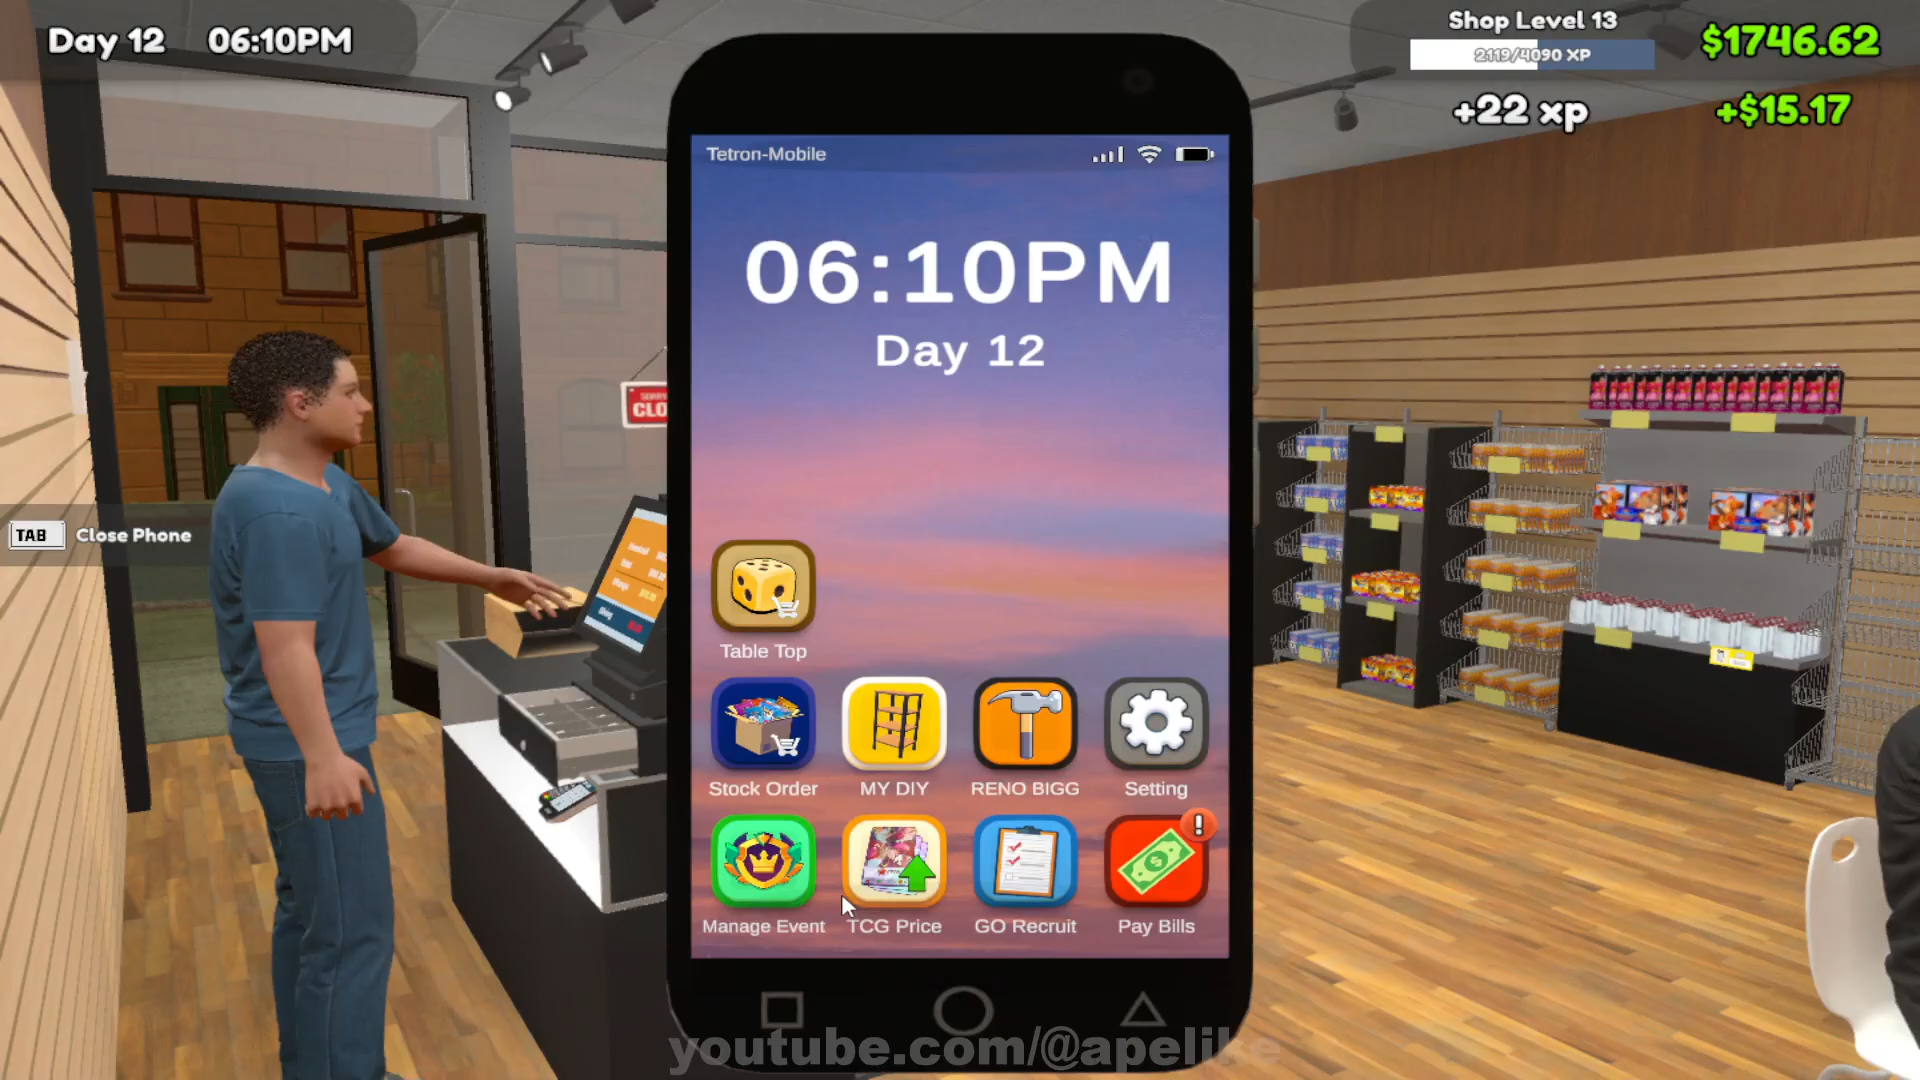 Day 12 06:10PM
Shop Level 13
2119/4090 XP
$1746.62
+22 xp
+$15.17
Tetron-Mobile
06:10PM
Day 12
TAB Close Phone
CLO
Table Top
Stock Order
MY DIY
RENO BIGG
Setting
Manage Event
TCG Price
GO Recruit
Pay Bills
youtube.com/@apelike